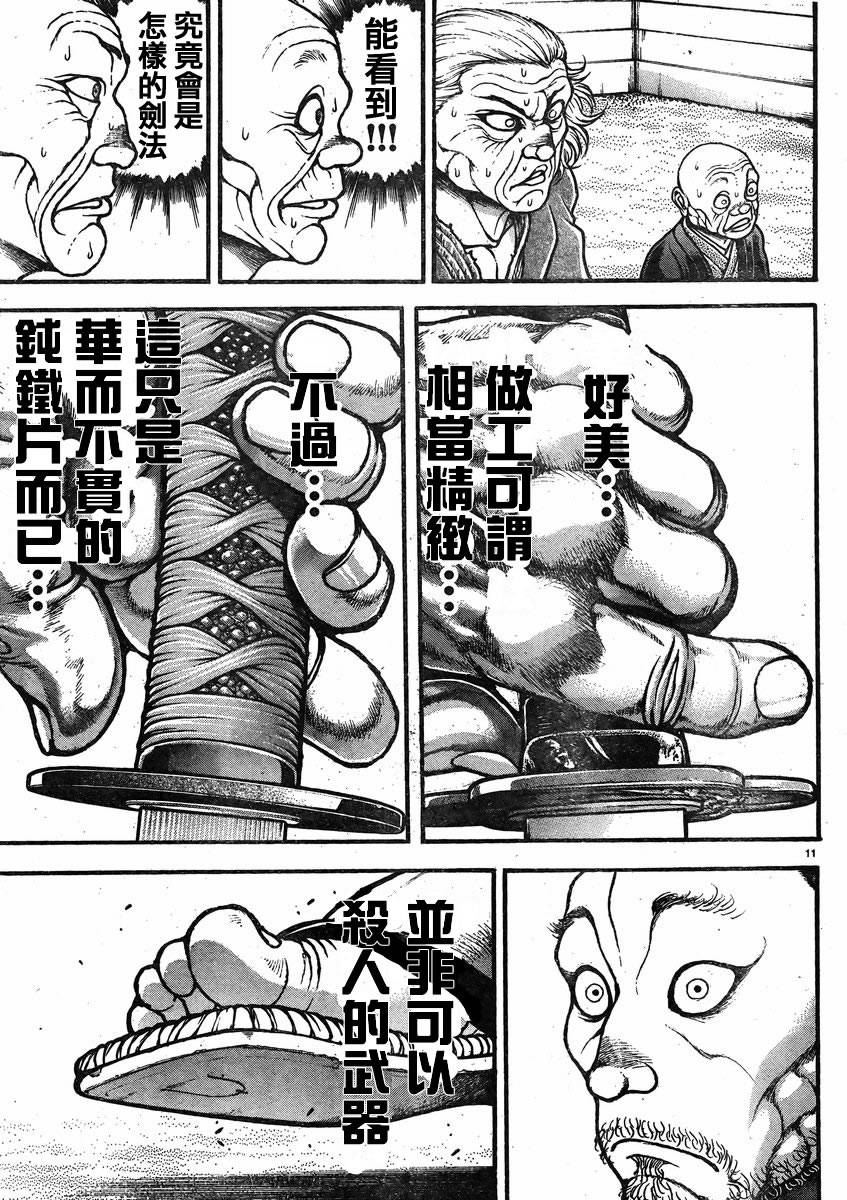 能看到!!!
究竟會是
怎樣的劍法
好美…
做工可謂
相當精緻…
不過…
這只是
華而不實的
鈍鐵片而已…
11
並非可以
殺人的武器